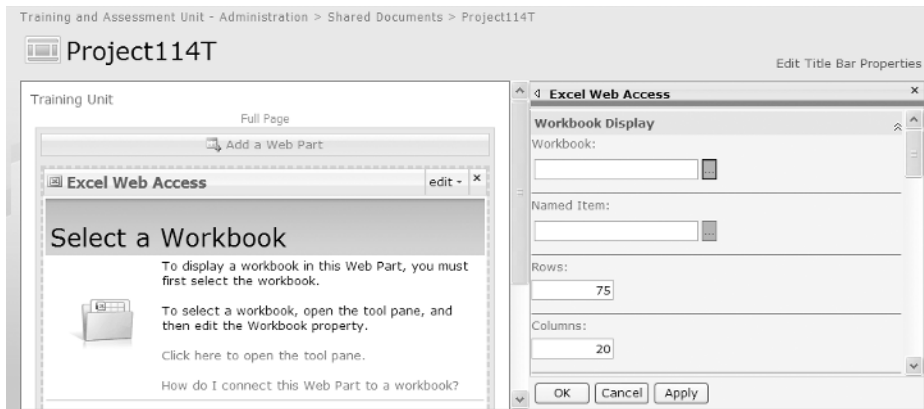 Training and Assessment Unit - Administration > Shared Documents > Project114T
Project114T
Edit Title Bar Properties
Training Unit
Full Page
Add a Web Part
Excel Web Access
edit
Select a Workbook
To display a workbook in this Web Part, you must
first select the workbook.
To select a workbook, open the tool pane, and
then edit the Workbook property.
Click here to open the tool pane.
How do I connect this Web Part to a workbook?
Excel Web Access
Workbook Display
Workbook:
...
Named Item:
...
Rows:
75
Columns:
20
OK
Cancel
Apply